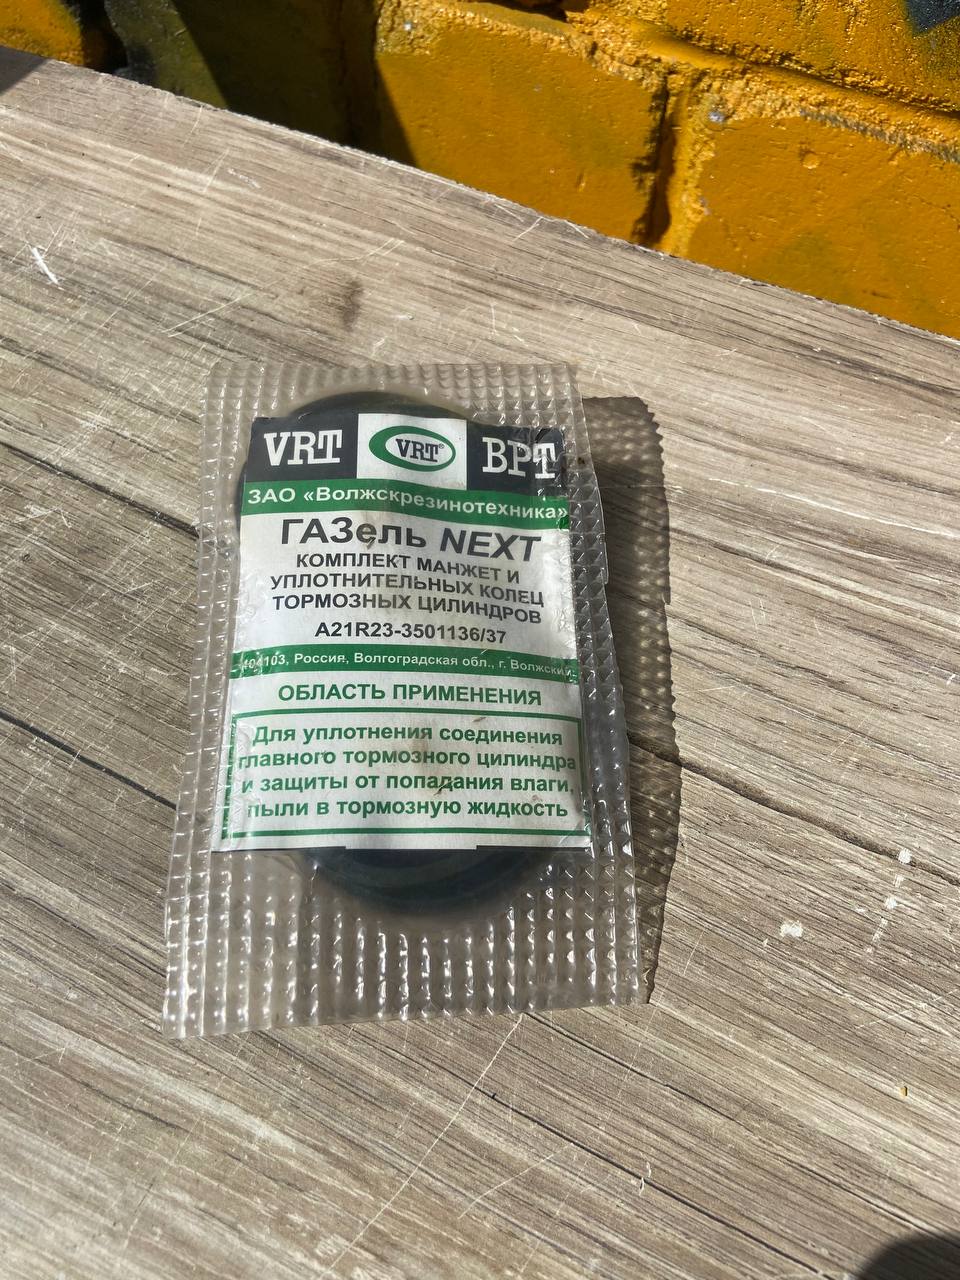 VRT VRT® ВРТ
ЗАО «Волжскрезинотехника»
ГАЗель NEXT
КОМПЛЕКТ МАНЖЕТ И
УПЛОТНИТЕЛЬНЫХ КОЛЕЦ
ТОРМОЗНЫХ ЦИЛИНДРОВ
A21R23-3501136/37
404103, Россия, Волгоградская обл., г. Волжский
ОБЛАСТЬ ПРИМЕНЕНИЯ
Для уплотнения соединения
главного тормозного цилиндра
и защиты от попадания влаги,
пыли в тормозную жидкость